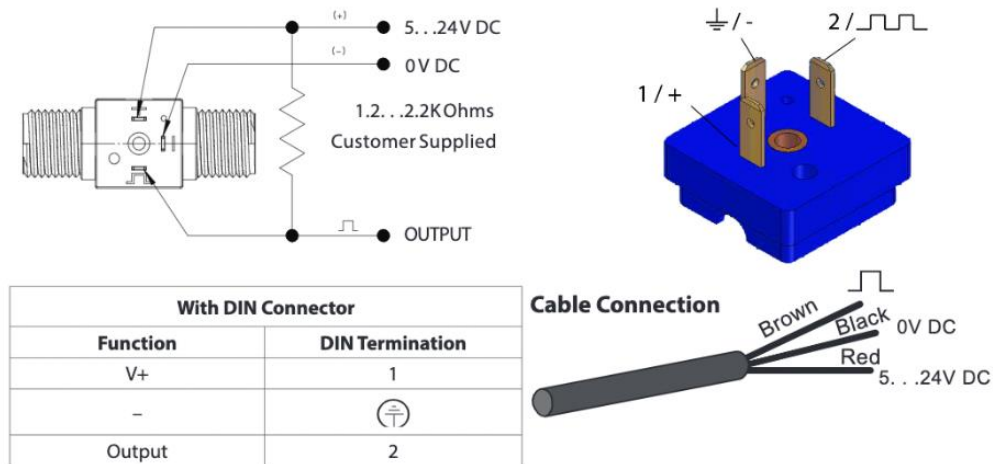 (+)
5. . .24V DC
(-)
0V DC
1.2. . .2.2K Ohms
Customer Supplied
OUTPUT
/ -
2 /
1 / +
With DIN Connector
Function
DIN Termination
V+
1
–
Output
2
Cable Connection
Brown
Black
0V DC
Red
5. . .24V DC